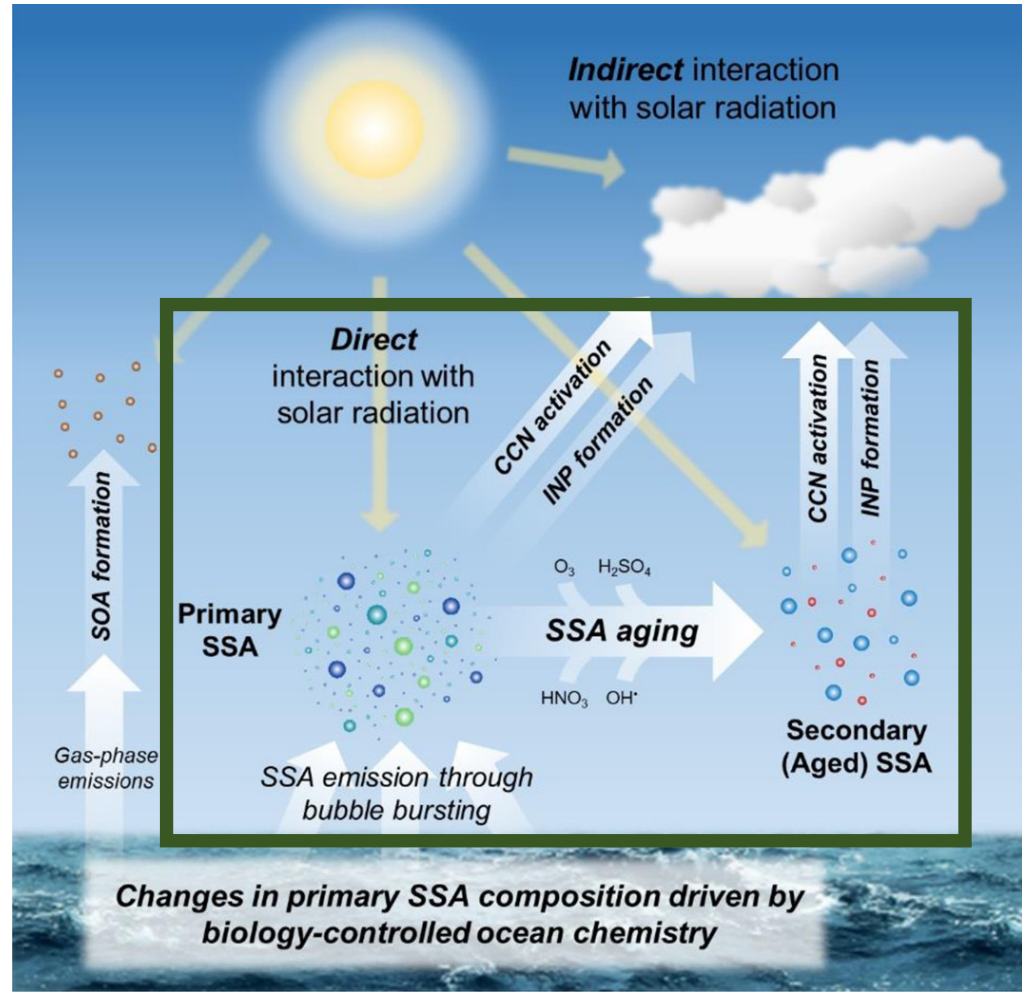 Indirect interaction
with solar radiation
Direct
interaction with
solar radiation
CCN activation
INP formation
CCN activation
INP formation
SOA formation
O₃ H₂SO₄
Primary
SSA
SSA aging
HNO₃ OH•
Secondary
(Aged) SSA
Gas-phase
emissions
SSA emission through
bubble bursting
Changes in primary SSA composition driven by
biology-controlled ocean chemistry